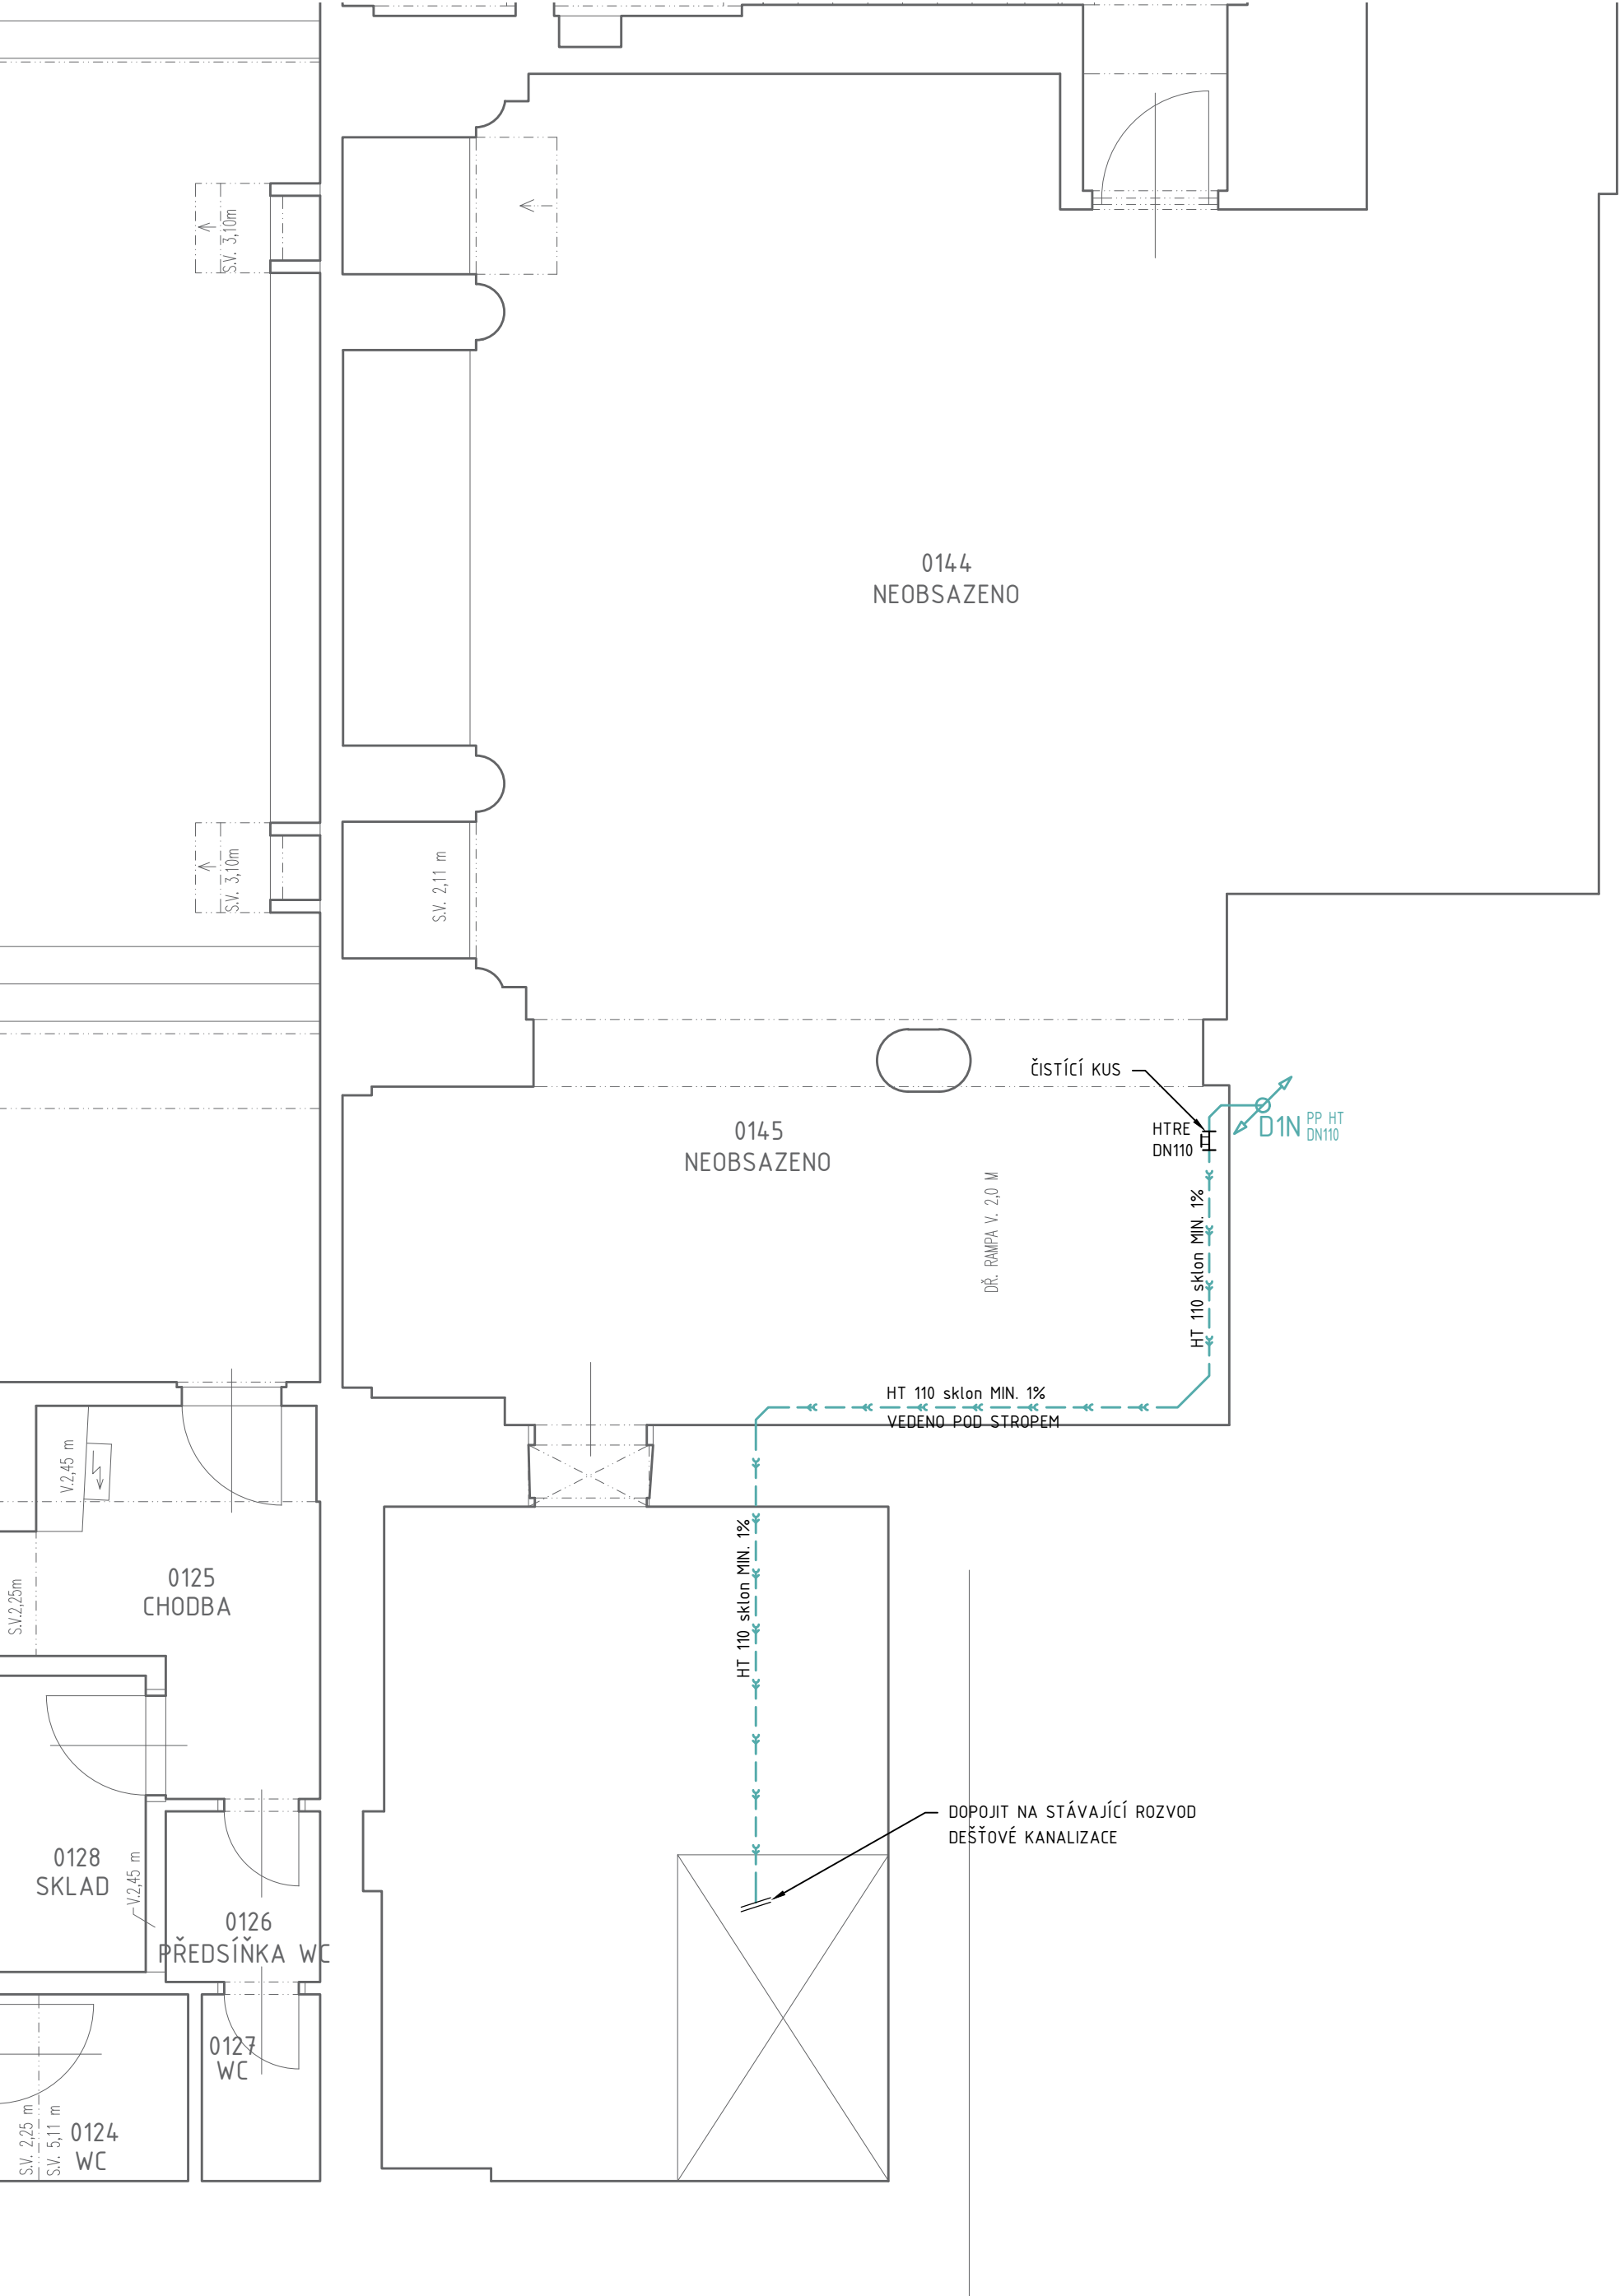 S.V. 3,10m
0144
NEOBSAZENO
S.V. 3,10m
S.V. 2,11 m
ČISTÍCÍ KUS
HTRE
DN110
D1N
PP HT
DN110
0145
NEOBSAZENO
DŘ. RAMPA V. 2,0 M
HT 110 sklon MIN. 1%
HT 110 sklon MIN. 1%
VEDENO POD STROPEM
V.2,45 m
HT 110 sklon MIN. 1%
S.V.2,25m
0125
CHODBA
DOPOJIT NA STÁVAJÍCÍ ROZVOD
DEŠŤOVÉ KANALIZACE
0128
SKLAD
V.2,45 m
0126
PŘEDSÍŇKA WC
0127
WC
S.V. 2,25 m
S.V. 5,11 m
0124
WC